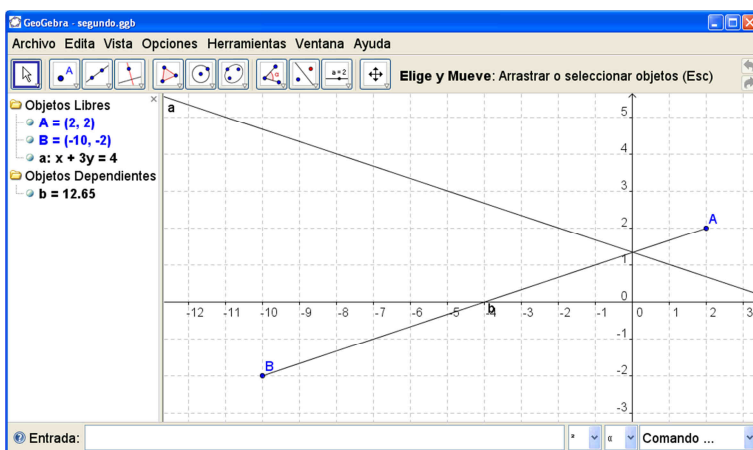 GeoGebra - segundo.ggb
Archivo Edita Vista Opciones Herramientas Ventana Ayuda
A
α
a=2
Elige y Mueve: Arrastrar o seleccionar objetos (Esc)
Objetos Libres
A = (2, 2)
B = (-10, -2)
a: x + 3y = 4
Objetos Dependientes
b = 12.65
a
5
4
3
2
A
1
0
-12 -11 -10 -9 -8 -7 -6 -5 -4 -3 -2 -1 0 1 2 3
b
-1
B
-2
-3
Entrada:
² α Comando ...